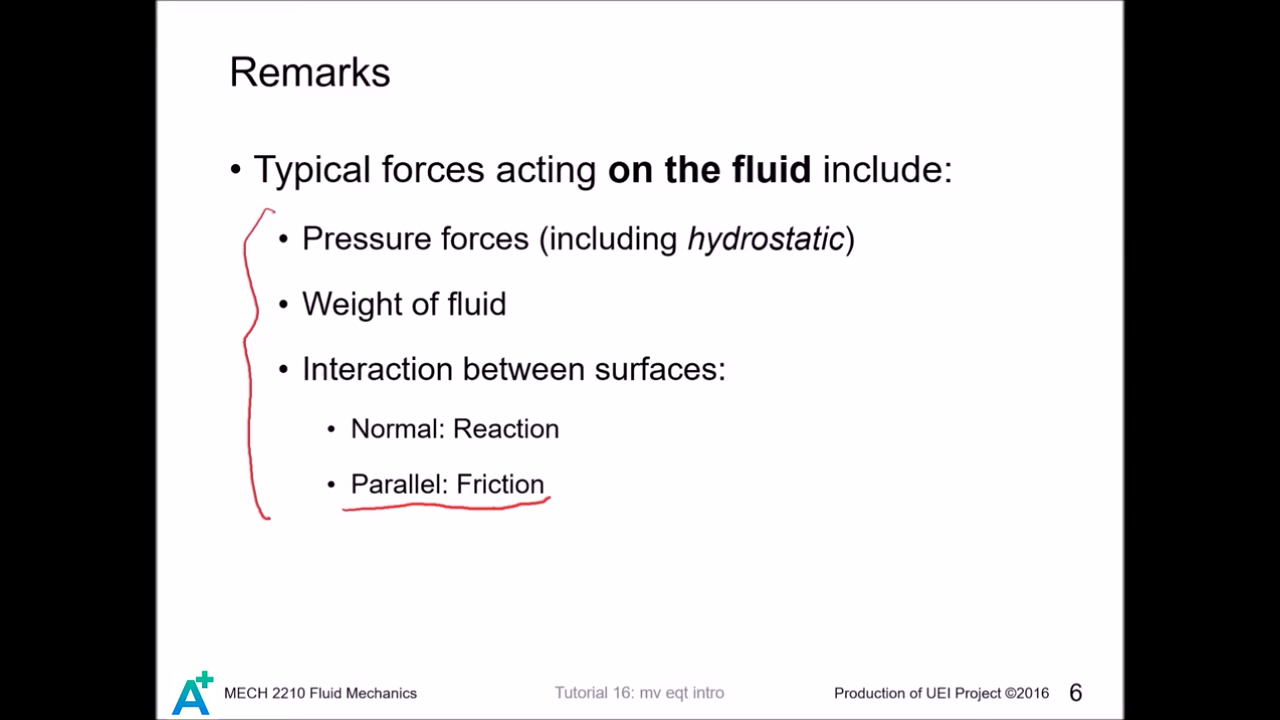 Remarks
• Typical forces acting on the fluid include:
• Pressure forces (including hydrostatic)
• Weight of fluid
• Interaction between surfaces:
• Normal: Reaction
• Parallel: Friction
A+ MECH 2210 Fluid Mechanics Tutorial 16: mv eqt intro Production of UEI Project ©2016 6